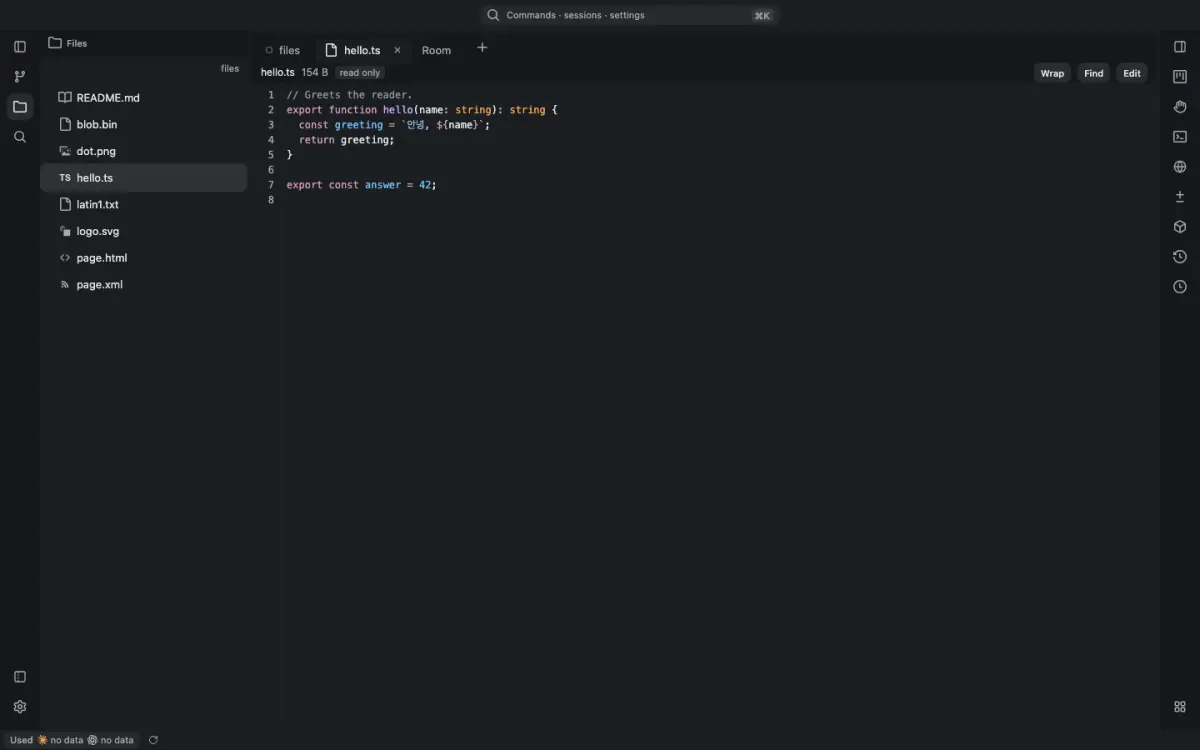 Commands · sessions · settings ⌘K
Files
files
README.md
blob.bin
dot.png
TS hello.ts
latin1.txt
logo.svg
page.html
page.xml
files hello.ts × Room +
hello.ts 154 B read only Wrap Find Edit
1 // Greets the reader.
2 export function hello(name: string): string {
3   const greeting = `안녕, ${name}`;
4   return greeting;
5 }
6
7 export const answer = 42;
8
Used no data no data